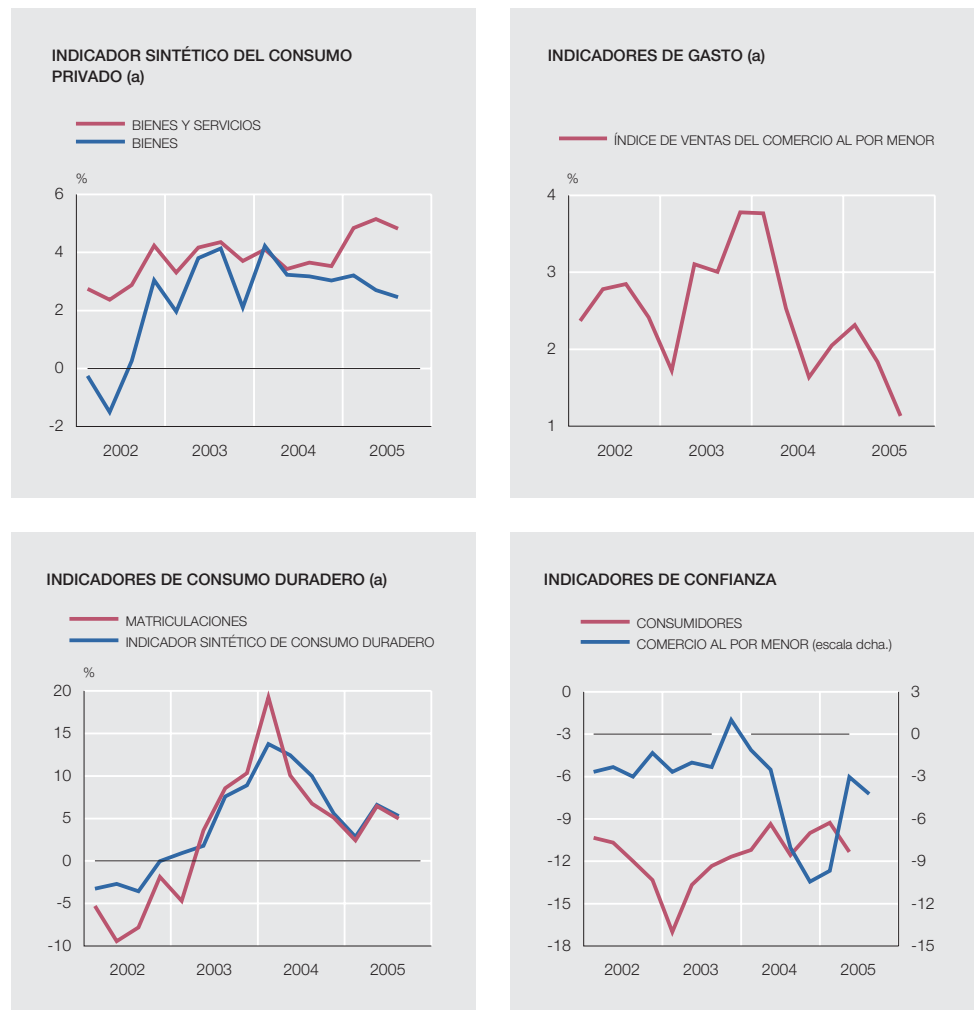 INDICADOR SINTÉTICO DEL CONSUMO
PRIVADO (a)
BIENES Y SERVICIOS
BIENES
%
6
4
2
0
-2
2002 2003 2004 2005
INDICADORES DE GASTO (a)
ÍNDICE DE VENTAS DEL COMERCIO AL POR MENOR
%
4
3
2
1
2002 2003 2004 2005
INDICADORES DE CONSUMO DURADERO (a)
MATRICULACIONES
INDICADOR SINTÉTICO DE CONSUMO DURADERO
%
20
15
10
5
0
-5
-10
2002 2003 2004 2005
INDICADORES DE CONFIANZA
CONSUMIDORES
COMERCIO AL POR MENOR (escala dcha.)
0 3
-3 0
-6 -3
-9 -6
-12 -9
-15 -12
-18 -15
2002 2003 2004 2005